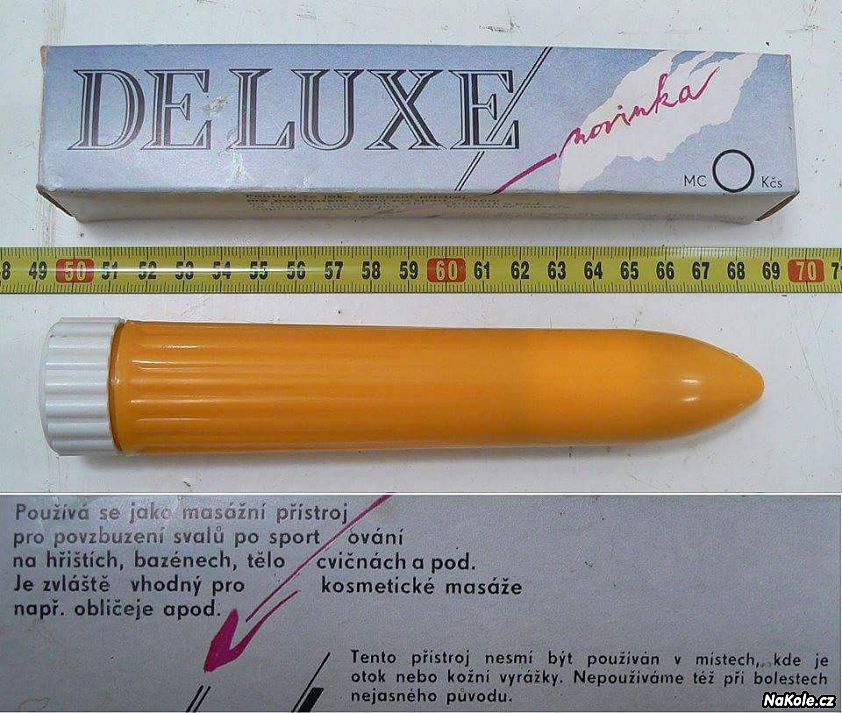 DELUXE
novinka
MC Kčs
48 49 50 51 52 53 54 55 56 57 58 59 60 61 62 63 64 65 66 67 68 69 70 71
Používá se jako masážní přístroj
pro povzbuzení svalů po sport ování
na hřištích, bazénech, tělo cvičnách a pod.
Je zvláště vhodný pro kosmetické masáže
např. obličeje apod.
Tento přístroj nesmí být používán v místech, kde je
otok nebo kožní vyrážky. Nepoužíváme též při bolestech
nejasného původu.
NaKole.cz